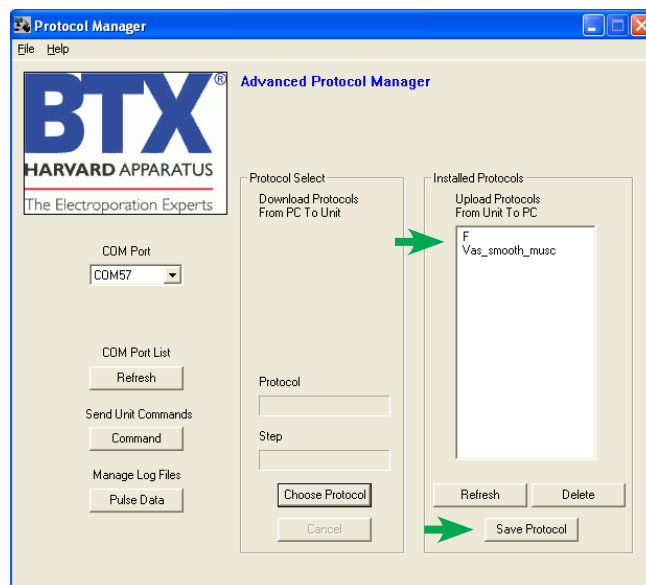 Protocol Manager
File Help
BTX®
HARVARD APPARATUS
The Electroporation Experts
Advanced Protocol Manager
COM Port
COM57
COM Port List
Refresh
Send Unit Commands
Command
Manage Log Files
Pulse Data
Protocol Select
Download Protocols
From PC To Unit
Protocol
Step
Choose Protocol
Cancel
Installed Protocols
Upload Protocols
From Unit To PC
F
Vas_smooth_musc
Refresh
Delete
Save Protocol